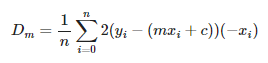 D_m = \frac{1}{n} \sum_{i=0}^{n} 2(y_i - (mx_i + c))(-x_i)